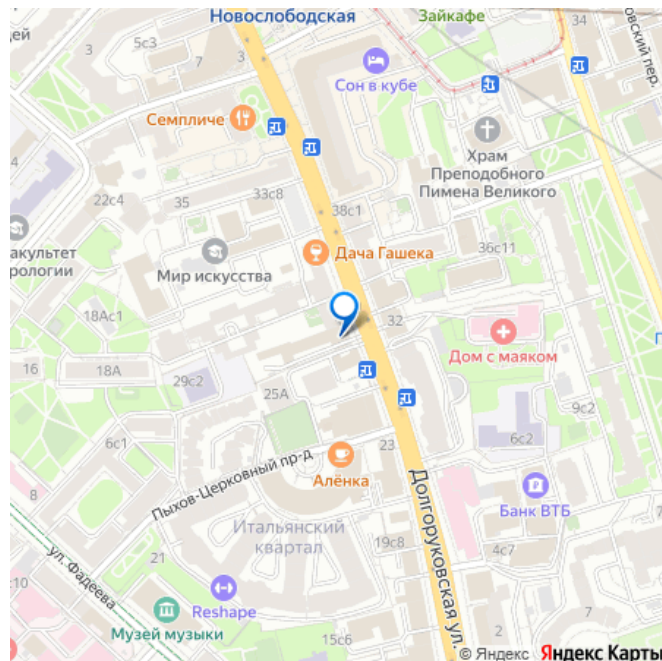 Новослободская
Зайкафе
34
овский пер.
ей
3
5с3
7
3
Сон в кубе
Семпличе
4
Храм
Преподобного
Пимена Великого
33с8
22с4
35
38с1
36с11
акультет
рологии
Мир искусства
Дача Гашека
18Ас1
32
Дом с маяком
16
18А
29с2
25А
9с2
6с1
23
6с2
Алёнка
Пыхов-Церковный пр-д
8
Банк ВТБ
Итальянский
квартал
Долгоруковская ул.
19с8
4с7
ул. Фадеева
21
с10
Reshape
2
7
Музей музыки
15с6
© Яндекс Яндекс Карты